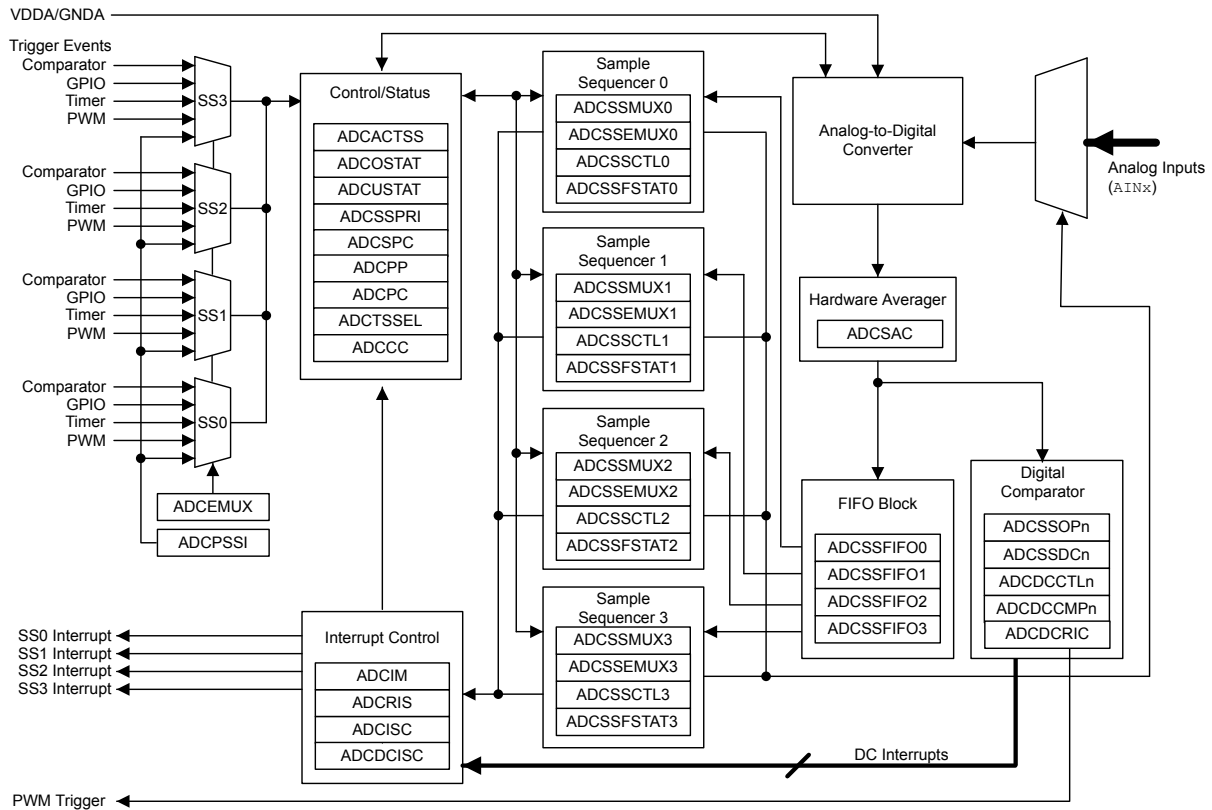 VDDA/GNDA
Trigger Events
Comparator
GPIO
Timer
PWM
SS3
Comparator
GPIO
Timer
PWM
SS2
Comparator
GPIO
Timer
PWM
SS1
Comparator
GPIO
Timer
PWM
SS0
ADCEMUX
ADCPSSI
Control/Status
ADCACTSS
ADCOSTAT
ADCUSTAT
ADCSSPRI
ADCSPC
ADCPP
ADCPC
ADCTSSEL
ADCCC
Sample
Sequencer 0
ADCSSMUX0
ADCSSEMUX0
ADCSSCTL0
ADCSSFSTAT0
Sample
Sequencer 1
ADCSSMUX1
ADCSSEMUX1
ADCSSCTL1
ADCSSFSTAT1
Sample
Sequencer 2
ADCSSMUX2
ADCSSEMUX2
ADCSSCTL2
ADCSSFSTAT2
Sample
Sequencer 3
ADCSSMUX3
ADCSSEMUX3
ADCSSCTL3
ADCSSFSTAT3
Analog-to-Digital
Converter
Analog Inputs
(AINx)
Hardware Averager
ADCSAC
FIFO Block
ADCSSFIFO0
ADCSSFIFO1
ADCSSFIFO2
ADCSSFIFO3
Digital
Comparator
ADCSSOPn
ADCSSDCn
ADCDCCTLn
ADCDCCMPn
ADCDCRIC
SS0 Interrupt
SS1 Interrupt
SS2 Interrupt
SS3 Interrupt
Interrupt Control
ADCIM
ADCRIS
ADCISC
ADCDCISC
DC Interrupts
PWM Trigger